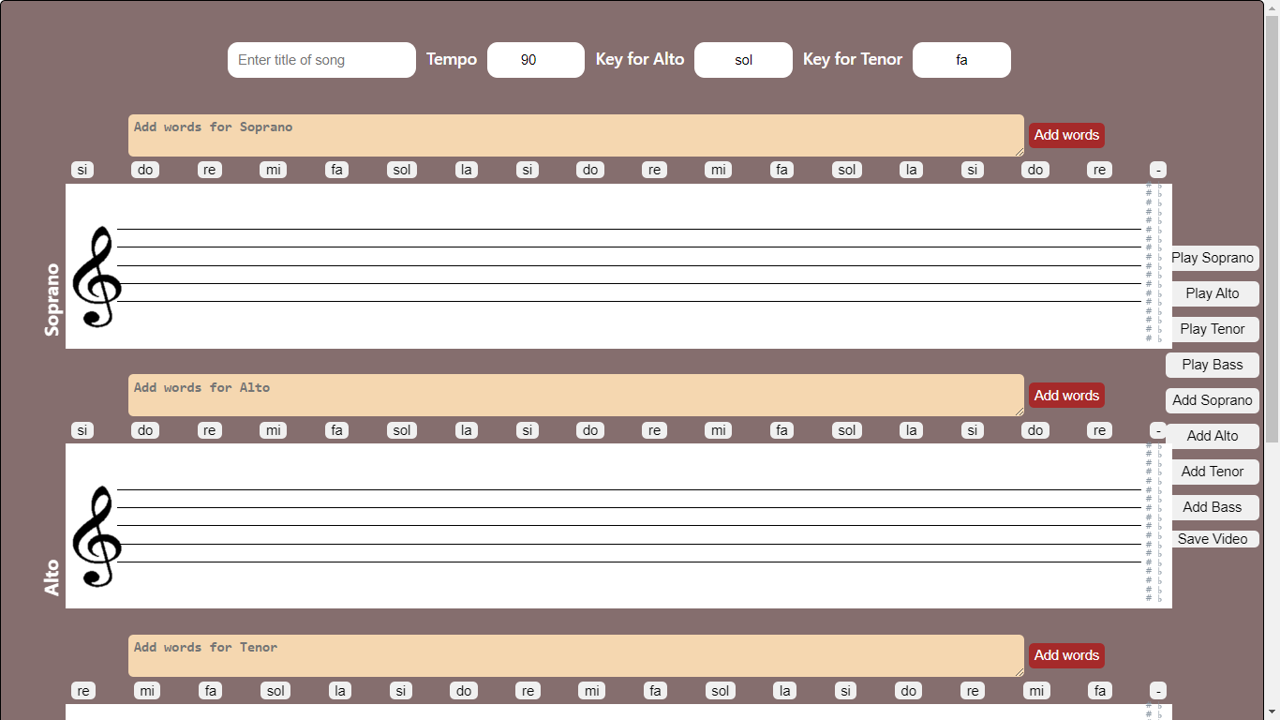 Enter title of song Tempo 90 Key for Alto sol Key for Tenor fa
Add words for Soprano Add words
si do re mi fa sol la si do re mi fa sol la si do re -
Soprano
Play Soprano
Play Alto
Play Tenor
Play Bass
Add Soprano
Add Alto
Add Tenor
Add Bass
Save Video
Add words for Alto Add words
si do re mi fa sol la si do re mi fa sol la si do re -
Alto
Add words for Tenor Add words
re mi fa sol la si do re mi fa sol la si do re mi fa -